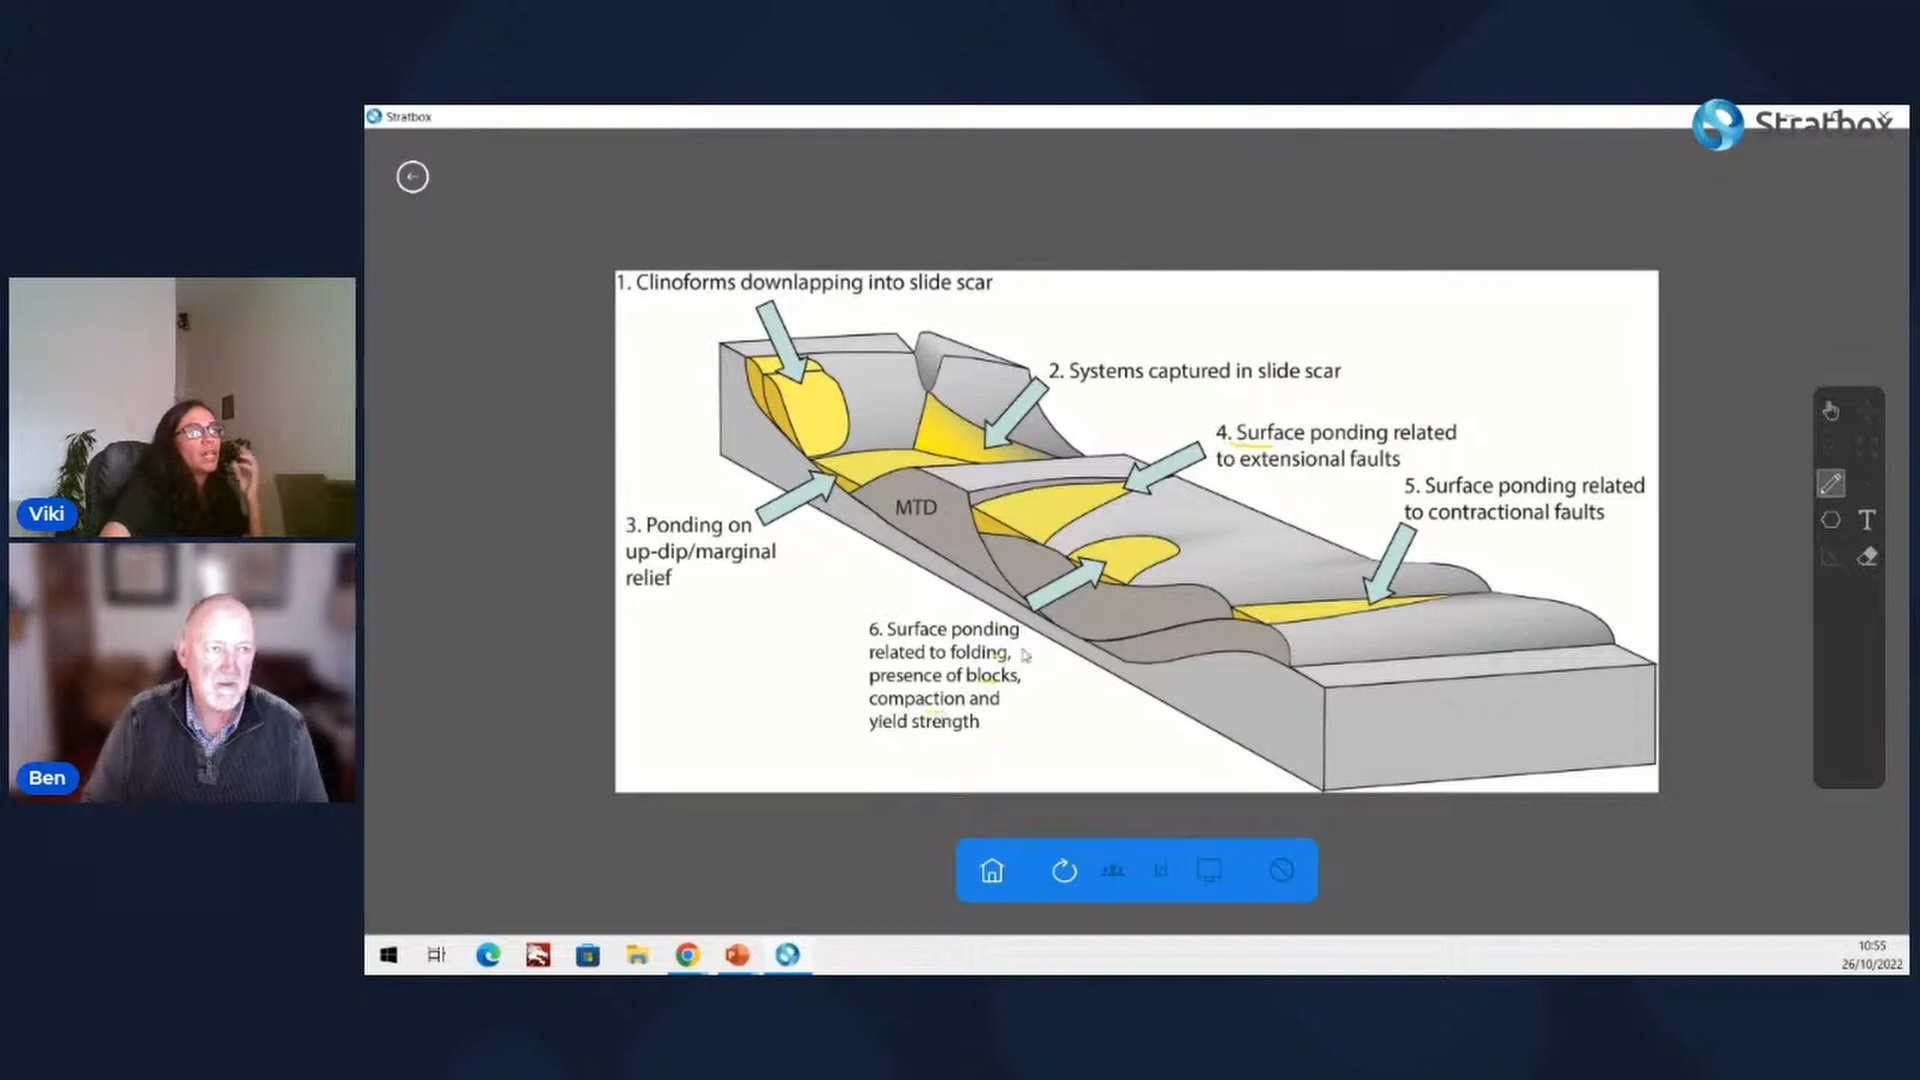 Stratbox
Stratbox
1. Clinoforms downlapping into slide scar
2. Systems captured in slide scar
4. Surface ponding related
to extensional faults
5. Surface ponding related
to contractional faults
MTD
3. Ponding on
up-dip/marginal
relief
6. Surface ponding
related to folding,
presence of blocks,
compaction and
yield strength
Viki
Ben
T
10:55
26/10/2022